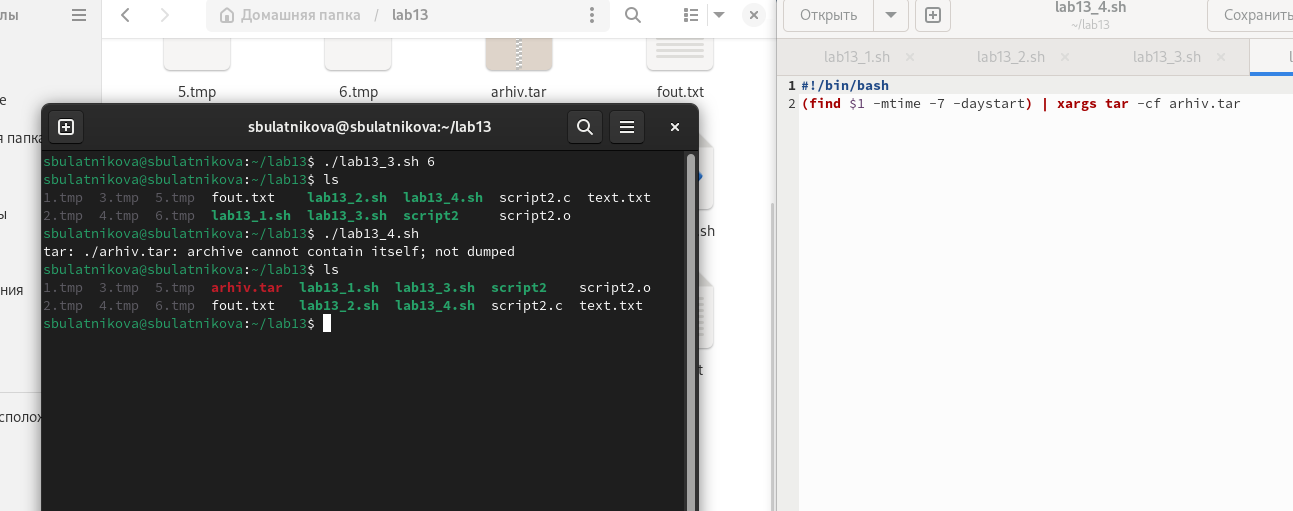 лы
Домашняя папка / lab13
5.tmp 6.tmp arhiv.tar fout.txt
е
я папка
ы
ния
сполож
sh
t
sbulatnikova@sbulatnikova:~/lab13
sbulatnikova@sbulatnikova:~/lab13$ ./lab13_3.sh 6
sbulatnikova@sbulatnikova:~/lab13$ ls
1.tmp 3.tmp 5.tmp fout.txt lab13_2.sh lab13_4.sh script2.c text.txt
2.tmp 4.tmp 6.tmp lab13_1.sh lab13_3.sh script2 script2.o
sbulatnikova@sbulatnikova:~/lab13$ ./lab13_4.sh
tar: ./arhiv.tar: archive cannot contain itself; not dumped
sbulatnikova@sbulatnikova:~/lab13$ ls
1.tmp 3.tmp 5.tmp arhiv.tar lab13_1.sh lab13_3.sh script2 script2.o
2.tmp 4.tmp 6.tmp fout.txt lab13_2.sh lab13_4.sh script2.c text.txt
sbulatnikova@sbulatnikova:~/lab13$
Открыть lab13_4.sh Сохранить
~/lab13
lab13_1.sh lab13_2.sh lab13_3.sh
1 #!/bin/bash
2 (find $1 -mtime -7 -daystart) | xargs tar -cf arhiv.tar